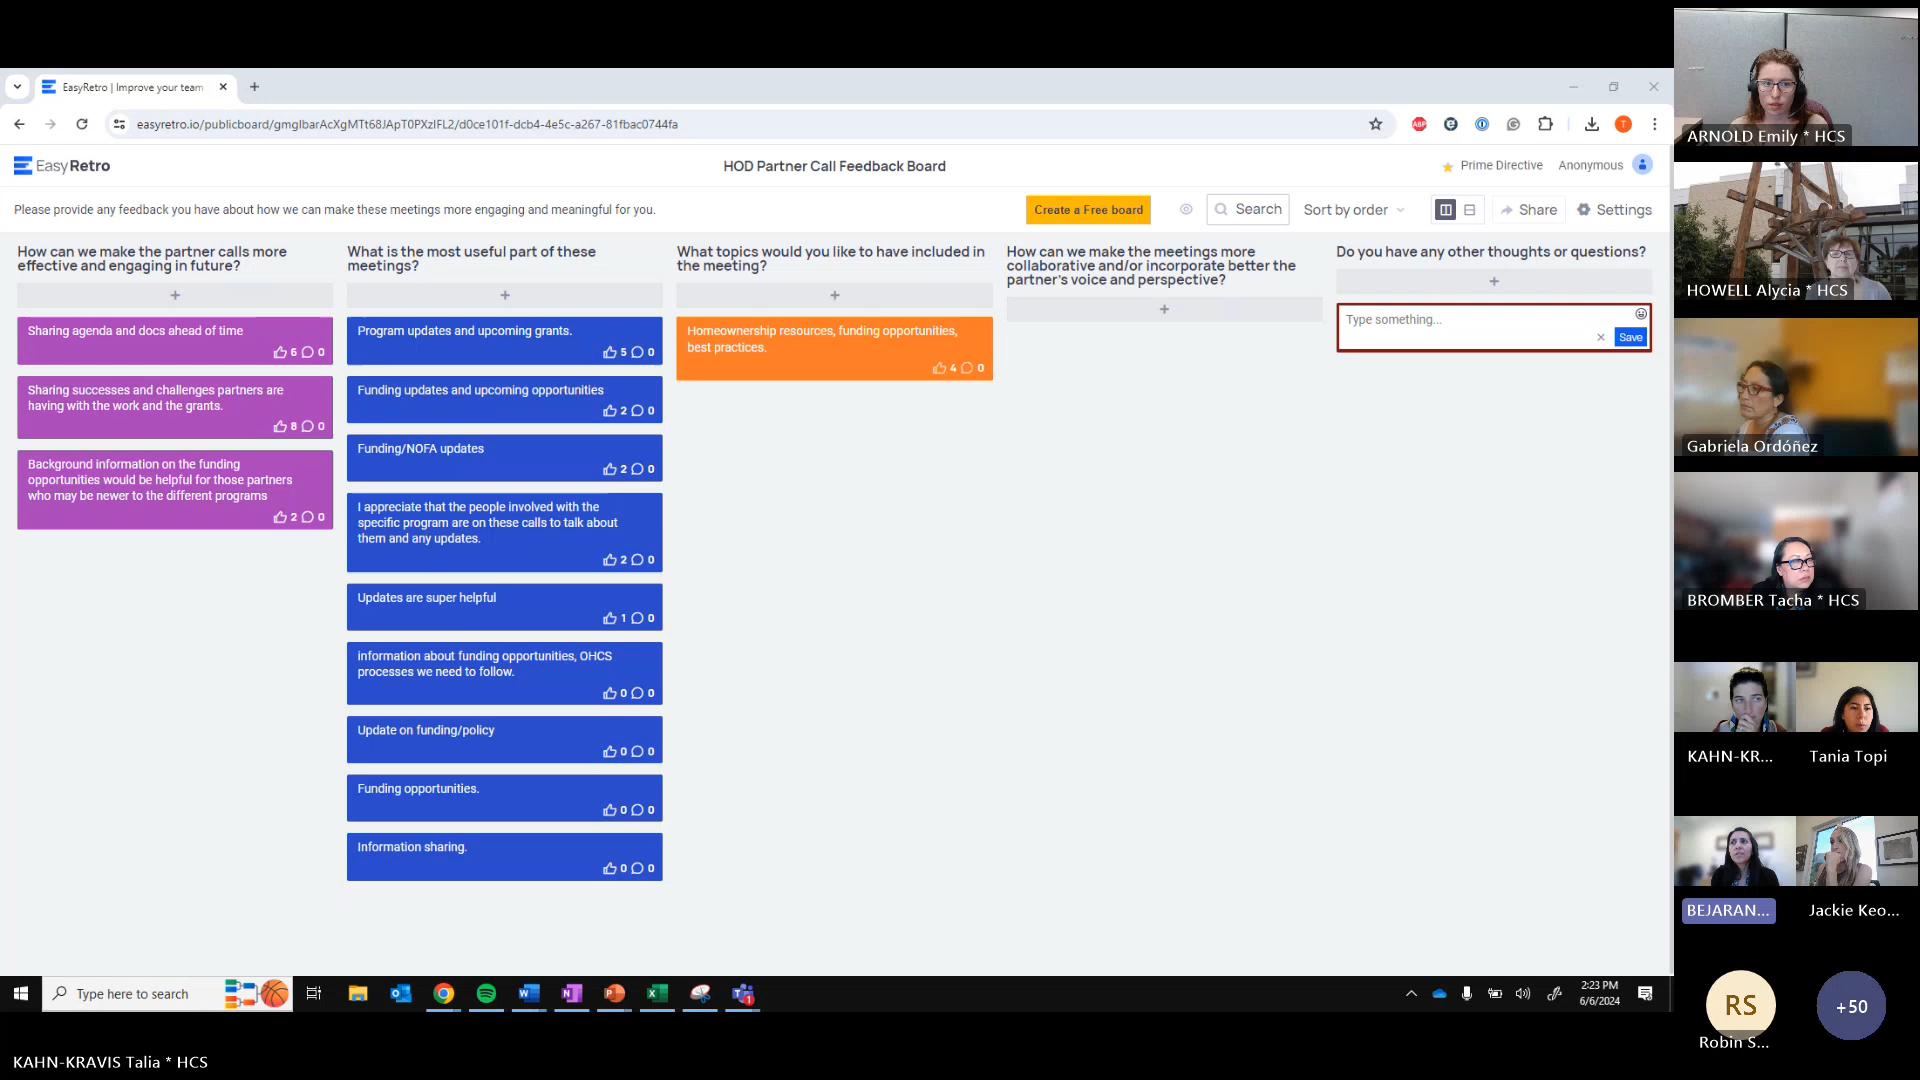 EasyRetro | Improve your team
easyretro.io/publicboard/gmglbarAcXgMTt68JApT0PXzIFL2/d0ce101f-dcb4-4e5c-a267-81fbac0744fa
ABP
T
EasyRetro
HOD Partner Call Feedback Board
Prime Directive
Anonymous
Please provide any feedback you have about how we can make these meetings more engaging and meaningful for you.
Create a Free board
Search
Sort by order
Share
Settings
How can we make the partner calls more
effective and engaging in future?
+
Sharing agenda and docs ahead of time
6 0
Sharing successes and challenges partners are
having with the work and the grants.
8 0
Background information on the funding
opportunities would be helpful for those partners
who may be newer to the different programs
2 0
What is the most useful part of these
meetings?
+
Program updates and upcoming grants.
5 0
Funding updates and upcoming opportunities
2 0
Funding/NOFA updates
2 0
I appreciate that the people involved with the
specific program are on these calls to talk about
them and any updates.
2 0
Updates are super helpful
1 0
information about funding opportunities, OHCS
processes we need to follow.
0 0
Update on funding/policy
0 0
Funding opportunities.
0 0
Information sharing.
0 0
What topics would you like to have included in
the meeting?
+
Homeownership resources, funding opportunities,
best practices.
4 0
How can we make the meetings more
collaborative and/or incorporate better the
partner's voice and perspective?
+
Do you have any other thoughts or questions?
+
Type something...
Save
Type here to search
2:23 PM
6/6/2024
KAHN-KRAVIS Talia * HCS
ARNOLD Emily * HCS
HOWELL Alycia * HCS
Gabriela Ordóñez
BROMBER Tacha * HCS
KAHN-KR...
Tania Topi
BEJARAN...
Jackie Keo...
RS
Robin S...
+50